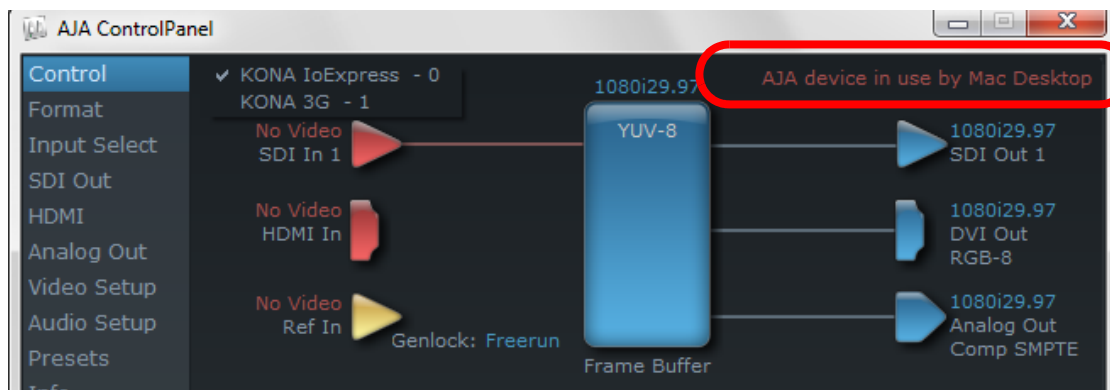 AJA ControlPanel
Control
Format
Input Select
SDI Out
HDMI
Analog Out
Video Setup
Audio Setup
Presets
Info
✔ KONA IoExpress - 0
KONA 3G - 1
1080i29.97
AJA device in use by Mac Desktop
No Video
SDI In 1
YUV-8
1080i29.97
SDI Out 1
No Video
HDMI In
1080i29.97
DVI Out
RGB-8
No Video
Ref In
Genlock: Freerun
Frame Buffer
1080i29.97
Analog Out
Comp SMPTE